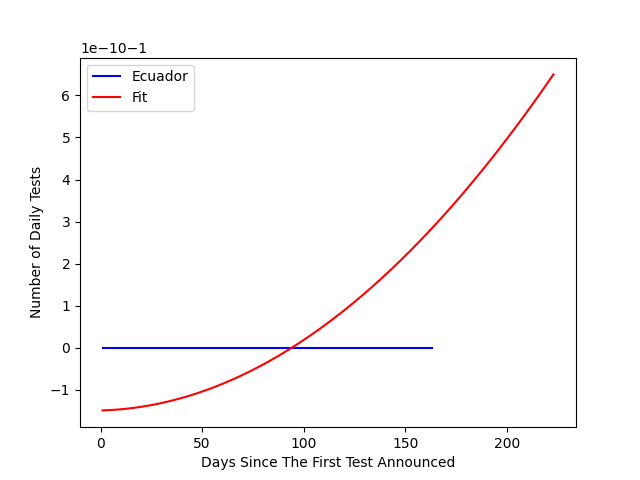 1e−10−1
Ecuador
Fit
6
5
4
3
2
1
0
−1
Number of Daily Tests
0 50 100 150 200
Days Since The First Test Announced